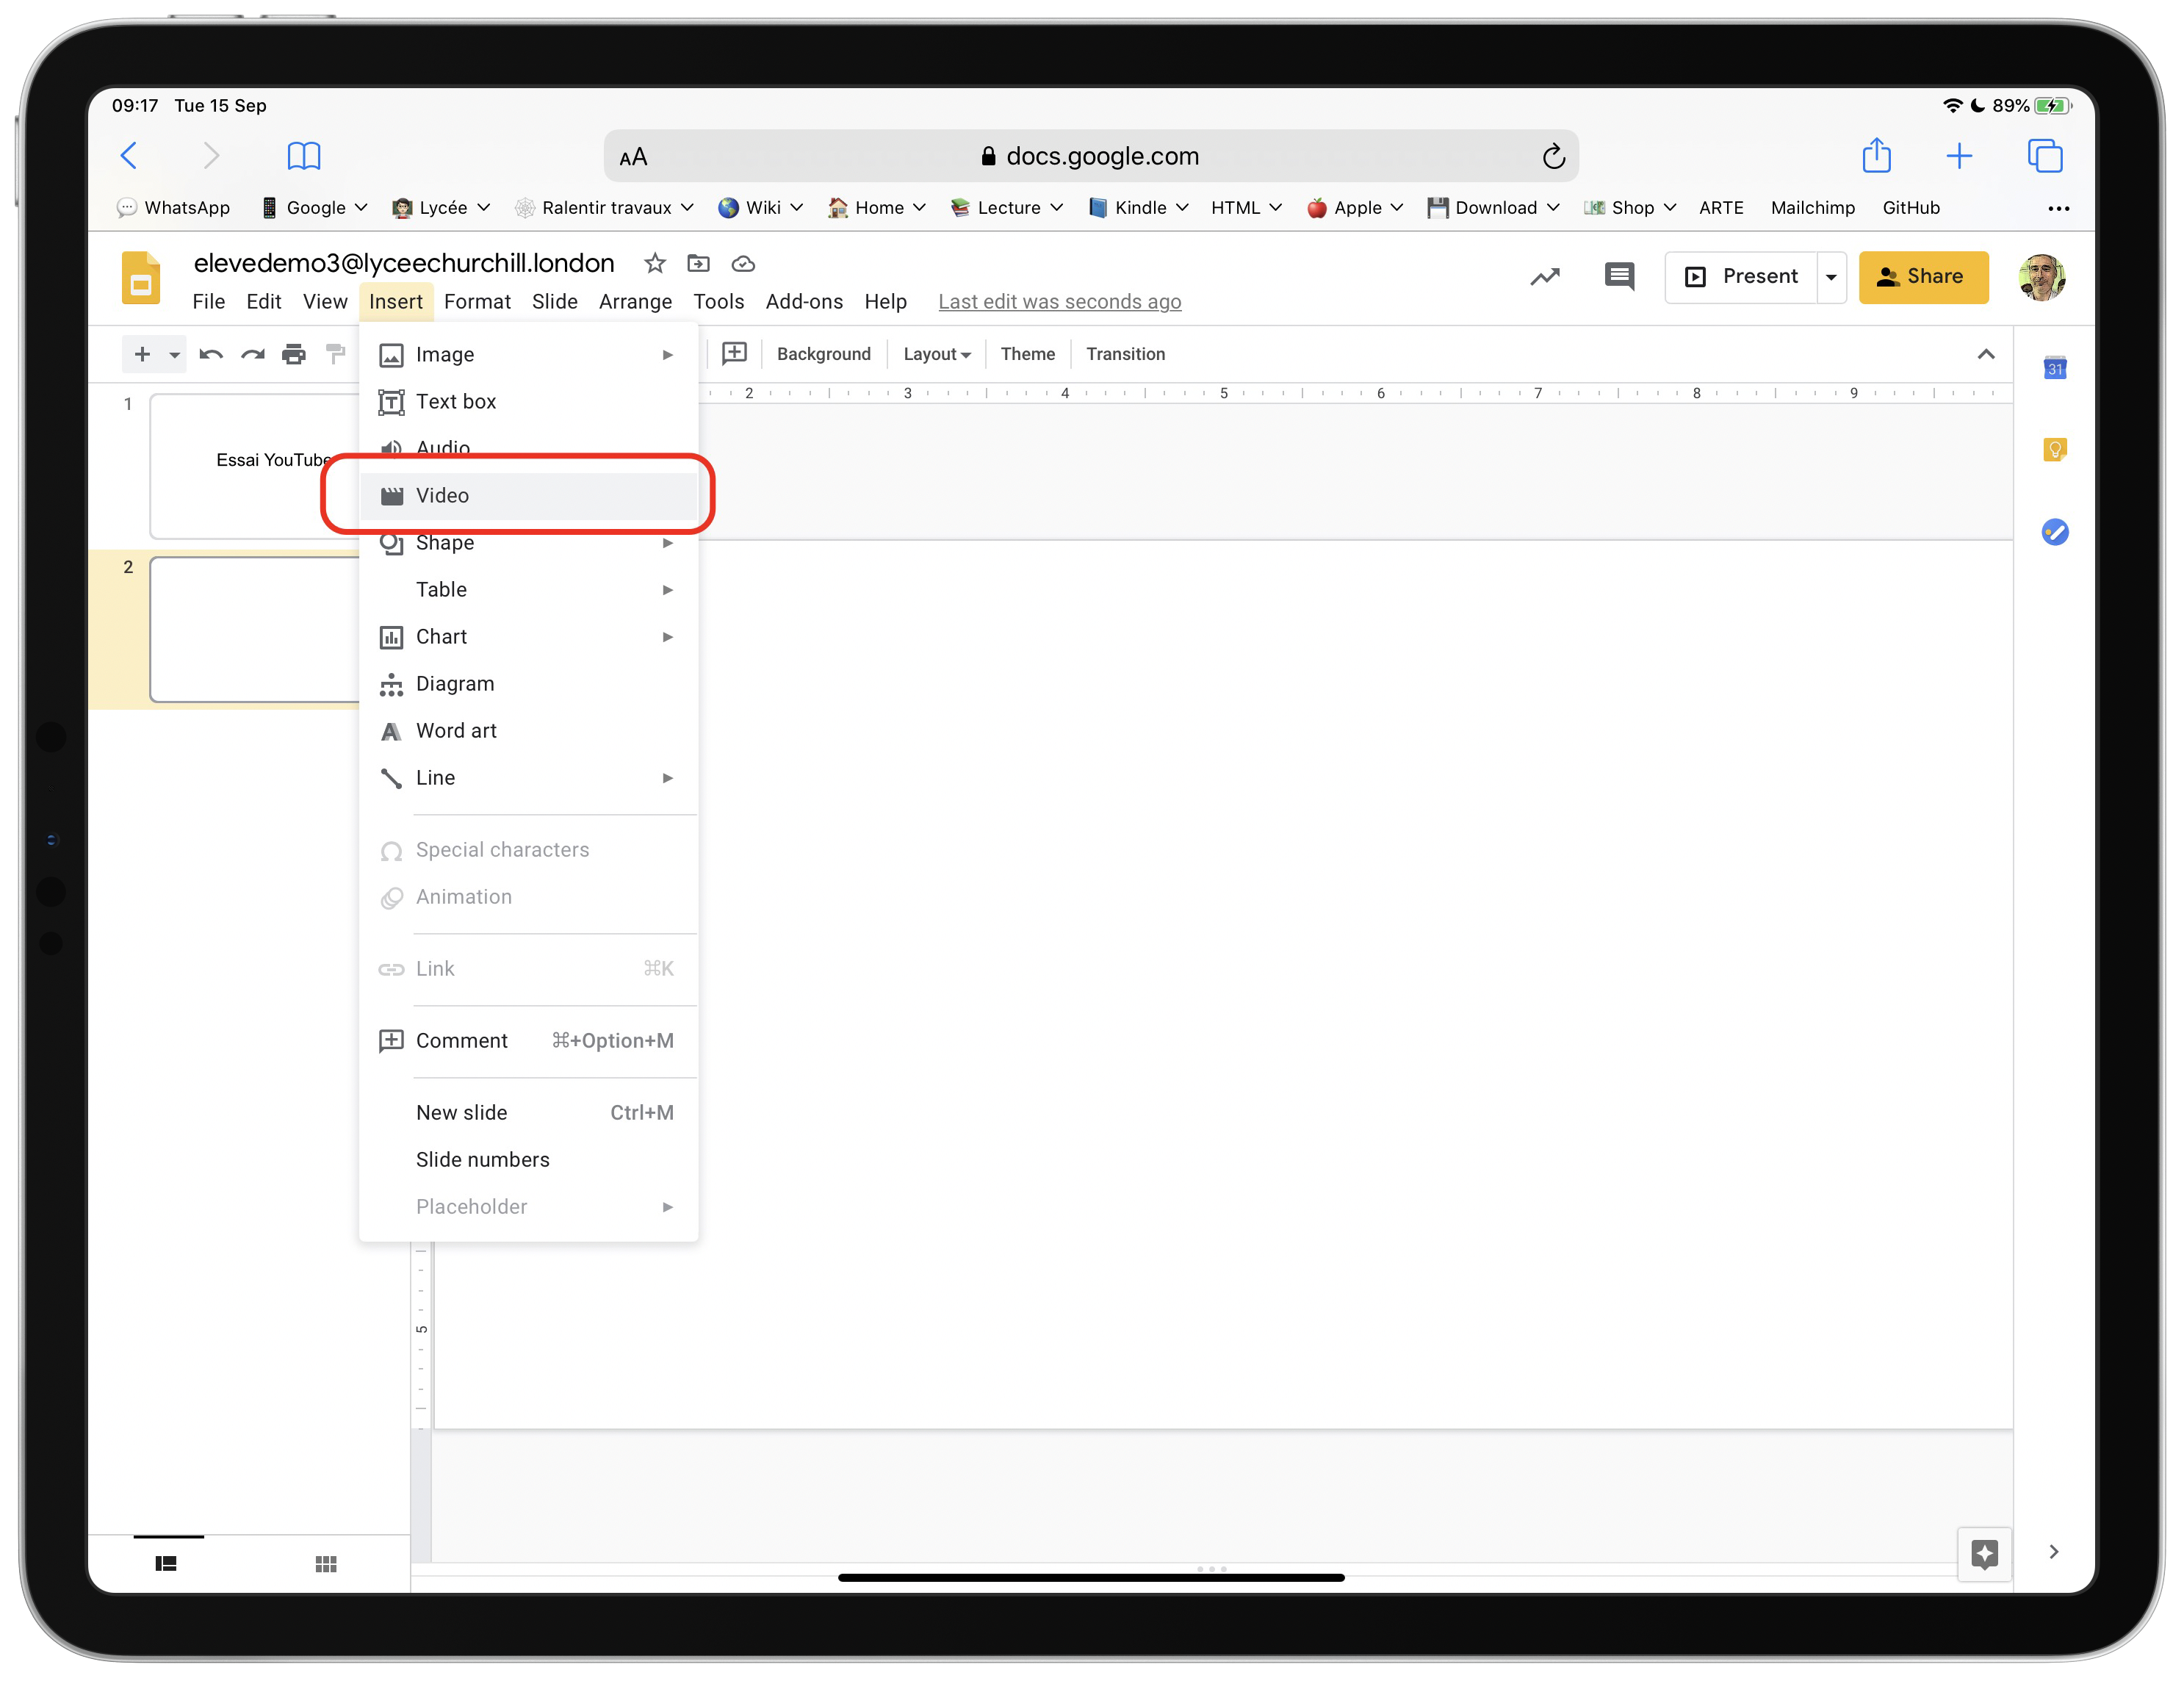 09:17 Tue 15 Sep 89%
AA docs.google.com
WhatsApp Google Lycée Ralentir travaux Wiki Home Lecture Kindle HTML Apple Download Shop ARTE Mailchimp GitHub
elevedemo3@lyceechurchill.london
Present Share
File Edit View Insert Format Slide Arrange Tools Add-ons Help Last edit was seconds ago
Background Layout Theme Transition
31
2 3 4 5 6 7 8 9
1
Essai YouTube
2
Image
Text box
Audio
Video
Shape
Table
Chart
Diagram
Word art
Line
Special characters
Animation
Link ⌘K
Comment ⌘+Option+M
New slide Ctrl+M
Slide numbers
Placeholder
5